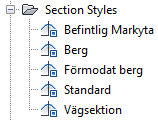 Section Styles
Befintlig Markyta
Berg
Förmodat berg
Standard
Vägsektion